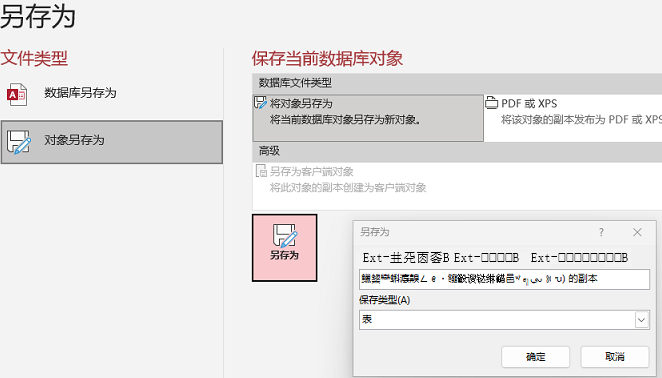 另存为
文件类型
数据库另存为
对象另存为
保存当前数据库对象
数据库文件类型
将对象另存为
将当前数据库对象另存为新对象。
PDF 或 XPS
将该对象的副本发布为 PDF 或 XPS
高级
另存为客户端对象
将此对象的副本创建为客户端对象
另存为
另存为
? ×
Ext- B Ext-□□□□B Ext-□□□□□□□□B
) 的副本
保存类型(A)
表
确定
取消